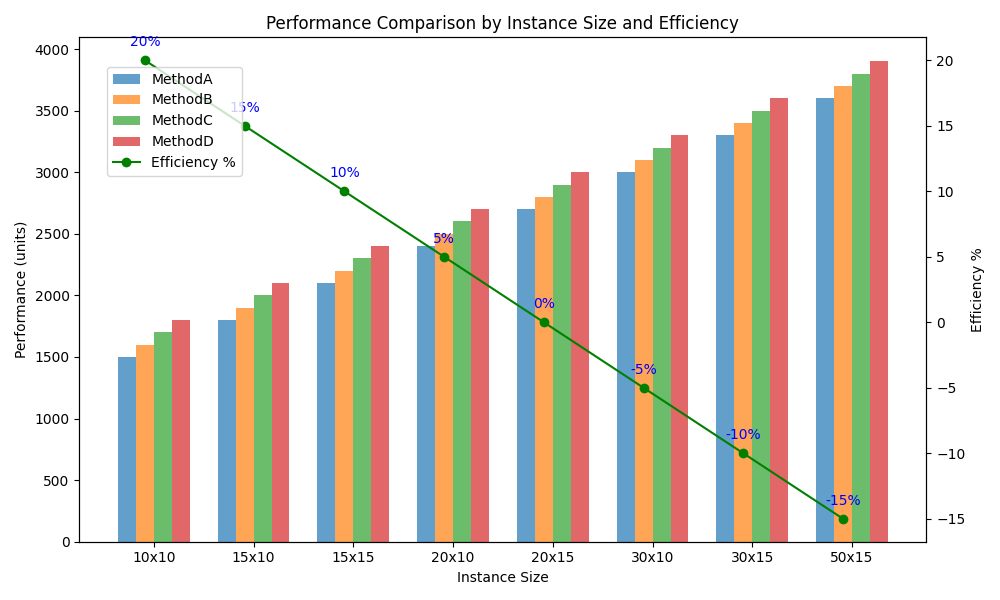 Performance Comparison by Instance Size and Efficiency
MethodA
MethodB
MethodC
MethodD
Efficiency %
20%
15%
10%
5%
0%
-5%
-10%
-15%
Performance (units)
4000
3500
3000
2500
2000
1500
1000
500
0
10x10
15x10
15x15
20x10
20x15
30x10
30x15
50x15
Instance Size
20
15
10
5
0
−5
−10
−15
Efficiency %